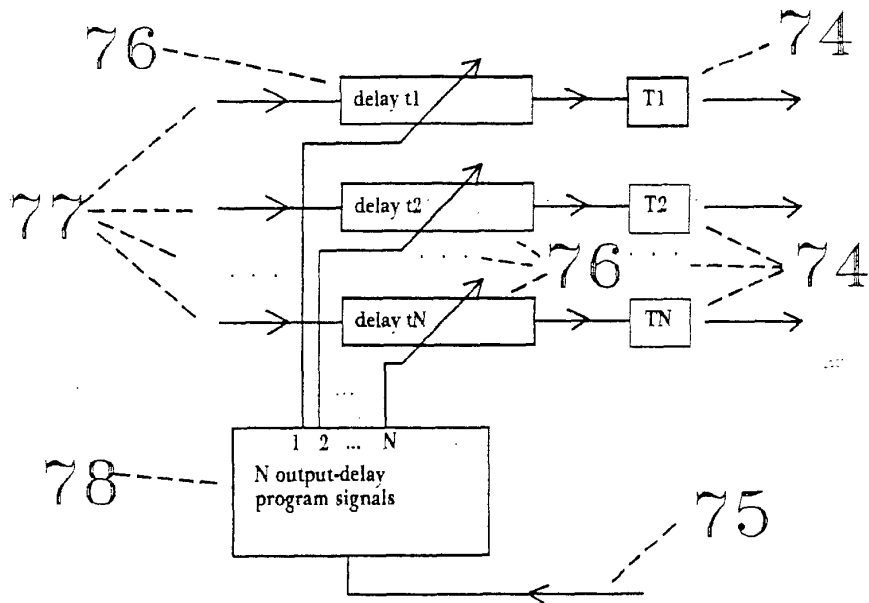 76
74
delay t1
T1
77
delay t2
T2
. . . .
. . . . .
76
. . . .
74
delay tN
TN
...
1 2 ... N
78
N output-delay
program signals
75